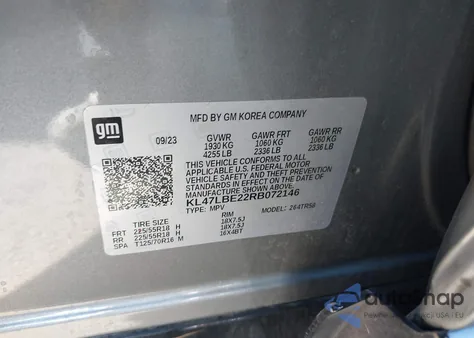 MFD BY GM KOREA COMPANY
gm
09/23 GVWR GAWR FRT GAWR RR
1930 KG 1060 KG 1060 KG
4255 LB 2336 LB 2336 LB
THIS VEHICLE CONFORMS TO ALL
APPLICABLE U.S. FEDERAL MOTOR
VEHICLE SAFETY AND THEFT PREVENTION
STANDARDS IN EFFECT ON THE DATE OF
MANUFACTURE SHOWN ABOVE.
KL47LBE22RB072146
TYPE: MPV MODEL:
TIRE SIZE RIM
FRT 225/55R18 H 18X7.5J
RR 225/55R18 H 18X7.5J
SPA T125/70R16 M 16X4BT
autosnap